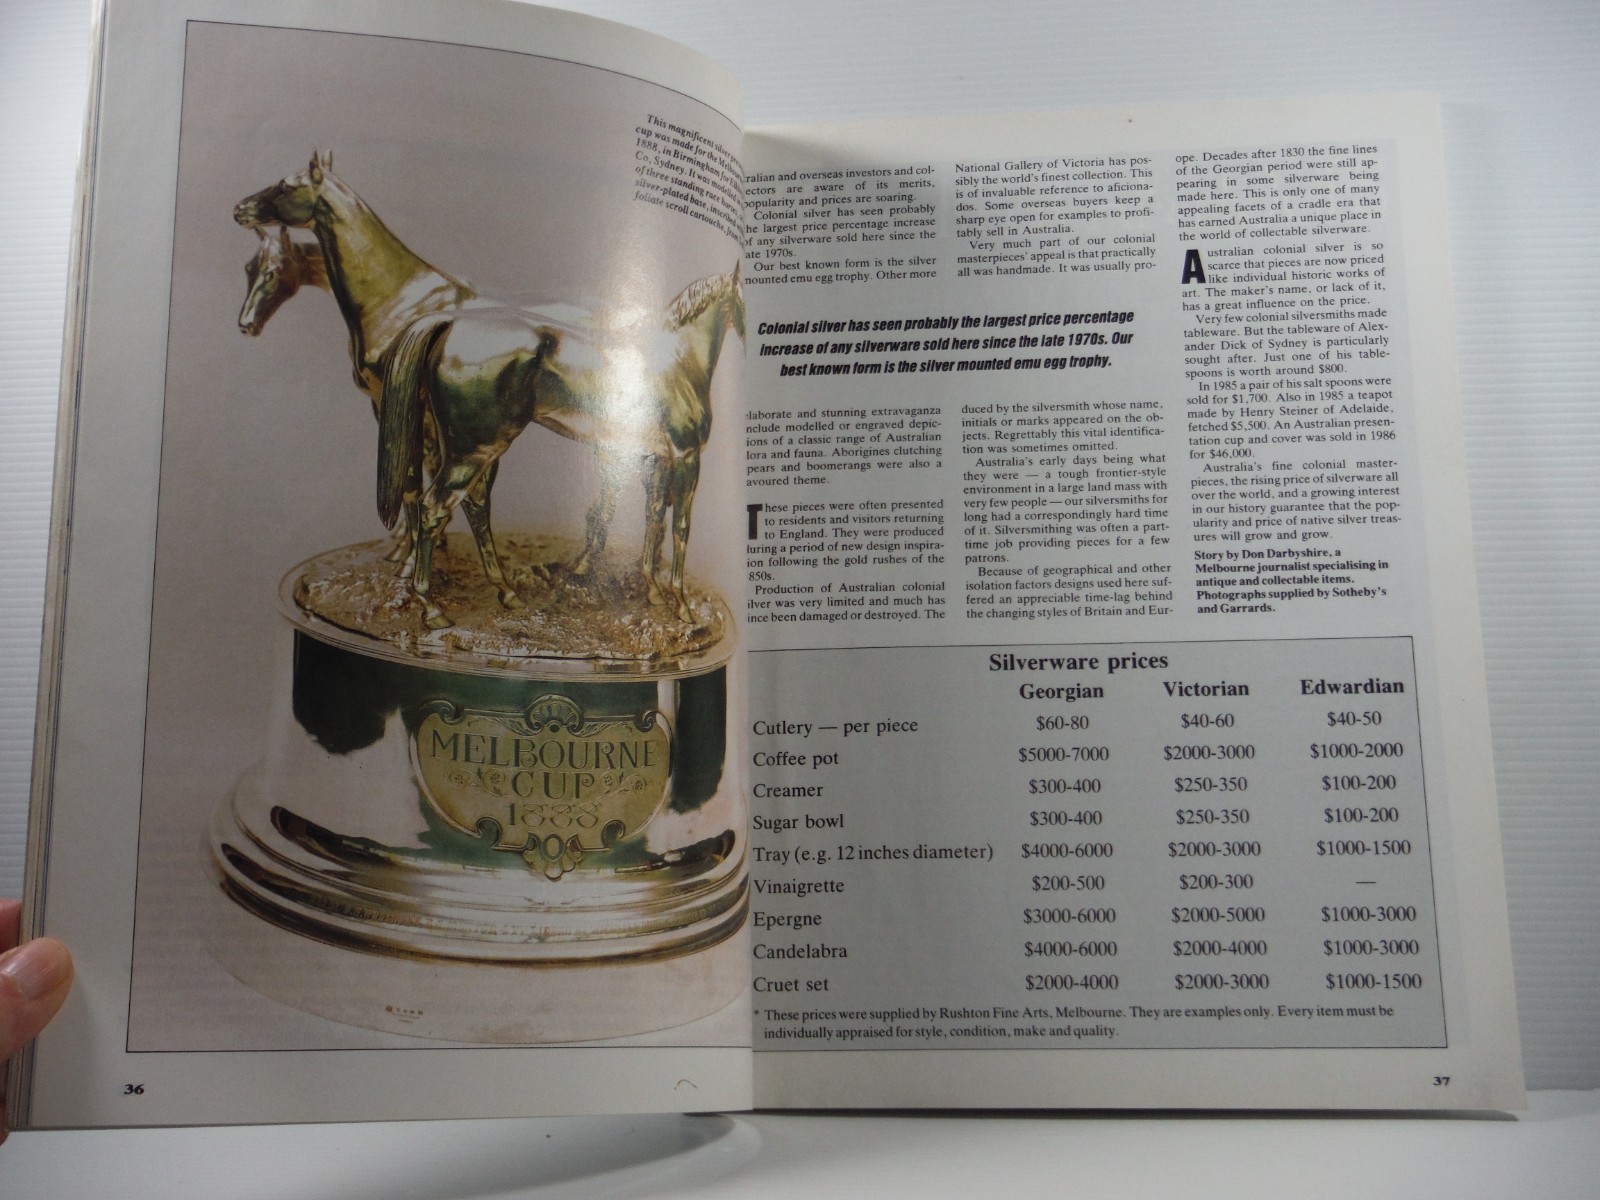 This magnificent silver
cup was made for the Melbourne
1888, in Birmingham for
Co, Sydney. It was modelled
of three standing race horses,
silver-plated base, inscribed
foliate scroll cartouche,
MELBOURNE
CUP
1888
36
ralian and overseas investors and col-
ectors are aware of its merits,
popularity and prices are soaring.
Colonial silver has seen probably
he largest price percentage increase
of any silverware sold here since the
ate 1970s.
Our best known form is the silver
mounted emu egg trophy. Other more
National Gallery of Victoria has pos-
sibly the world's finest collection. This
is of invaluable reference to aficiona-
dos. Some overseas buyers keep a
sharp eye open for examples to profi-
tably sell in Australia.
Very much part of our colonial
masterpieces' appeal is that practically
all was handmade. It was usually pro-
Colonial silver has seen probably the largest price percentage
increase of any silverware sold here since the late 1970s. Our
best known form is the silver mounted emu egg trophy.
laborate and stunning extravaganza
nclude modelled or engraved depic-
ions of a classic range of Australian
lora and fauna. Aborigines clutching
pears and boomerangs were also a
avoured theme.
These pieces were often presented
to residents and visitors returning
to England. They were produced
luring a period of new design inspira-
ion following the gold rushes of the
850s.
Production of Australian colonial
ilver was very limited and much has
ince been damaged or destroyed. The
duced by the silversmith whose name,
initials or marks appeared on the ob-
jects. Regrettably this vital identifica-
tion was sometimes omitted.
Australia's early days being what
they were — a tough frontier-style
environment in a large land mass with
very few people — our silversmiths for
long had a correspondingly hard time
of it. Silversmithing was often a part-
time job providing pieces for a few
patrons.
Because of geographical and other
isolation factors designs used here suf-
fered an appreciable time-lag behind
the changing styles of Britain and Eur-
ope. Decades after 1830 the fine lines
of the Georgian period were still ap-
pearing in some silverware being
made here. This is only one of many
appealing facets of a cradle era that
has earned Australia a unique place in
the world of collectable silverware.
Australian colonial silver is so
scarce that pieces are now priced
like individual historic works of
art. The maker's name, or lack of it,
has a great influence on the price.
Very few colonial silversmiths made
tableware. But the tableware of Alex-
ander Dick of Sydney is particularly
sought after. Just one of his table-
spoons is worth around $800.
In 1985 a pair of his salt spoons were
sold for $1,700. Also in 1985 a teapot
made by Henry Steiner of Adelaide,
fetched $5,500. An Australian presen-
tation cup and cover was sold in 1986
for $46,000.
Australia's fine colonial master-
pieces, the rising price of silverware all
over the world, and a growing interest
in our history guarantee that the pop-
ularity and price of native silver treas-
ures will grow and grow.
Story by Don Darbyshire, a
Melbourne journalist specialising in
antique and collectable items.
Photographs supplied by Sotheby's
and Garrards.
Silverware prices
Georgian Victorian Edwardian
Cutlery — per piece $60-80 $40-60 $40-50
Coffee pot $5000-7000 $2000-3000 $1000-2000
Creamer $300-400 $250-350 $100-200
Sugar bowl $300-400 $250-350 $100-200
Tray (e.g. 12 inches diameter) $4000-6000 $2000-3000 $1000-1500
Vinaigrette $200-500 $200-300 —
Epergne $3000-6000 $2000-5000 $1000-3000
Candelabra $4000-6000 $2000-4000 $1000-3000
Cruet set $2000-4000 $2000-3000 $1000-1500
* These prices were supplied by Rushton Fine Arts, Melbourne. They are examples only. Every item must be
individually appraised for style, condition, make and quality.
37